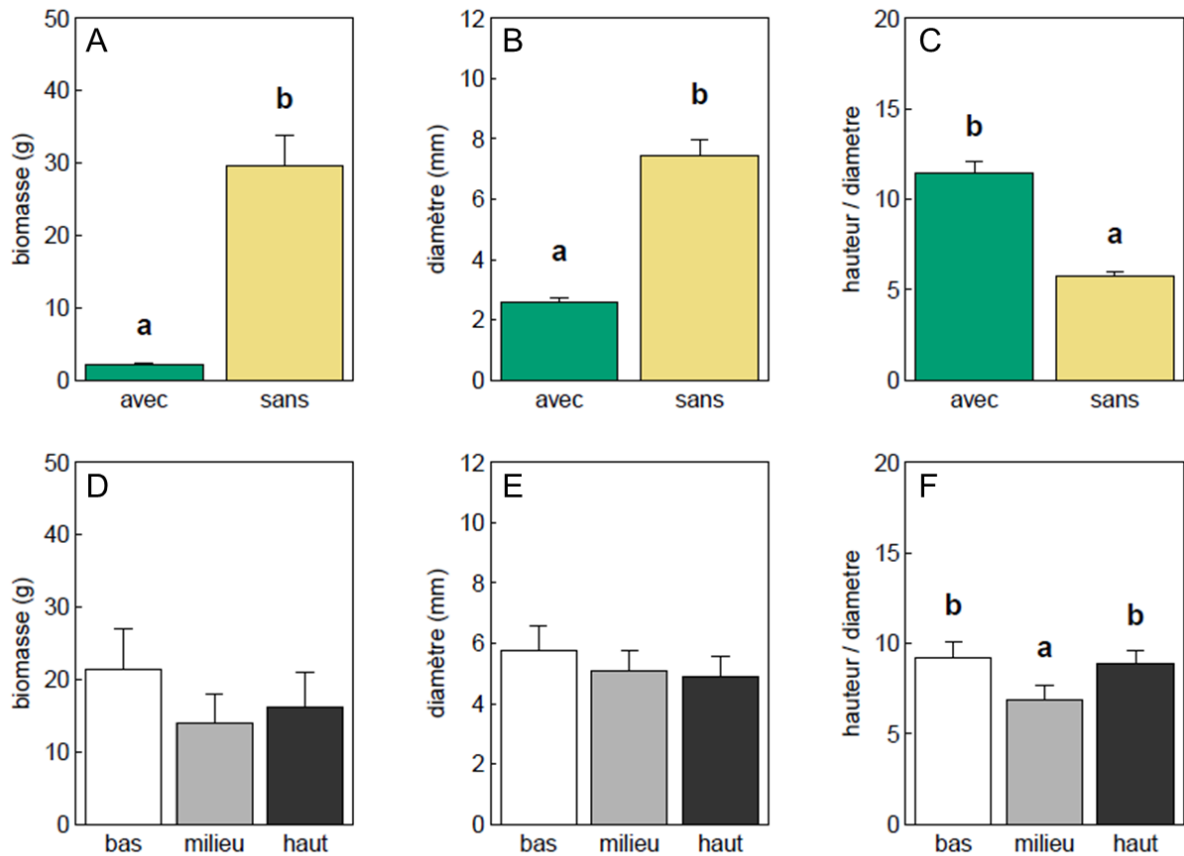 A
biomasse (g)
50
40
30
20
10
0
a
b
avec
sans
B
diamètre (mm)
12
10
8
6
4
2
0
a
b
avec
sans
C
hauteur / diametre
20
15
10
5
0
b
a
avec
sans
D
biomasse (g)
50
40
30
20
10
0
bas
milieu
haut
E
diamètre (mm)
12
10
8
6
4
2
0
bas
milieu
haut
F
hauteur / diametre
20
15
10
5
0
b
a
b
bas
milieu
haut